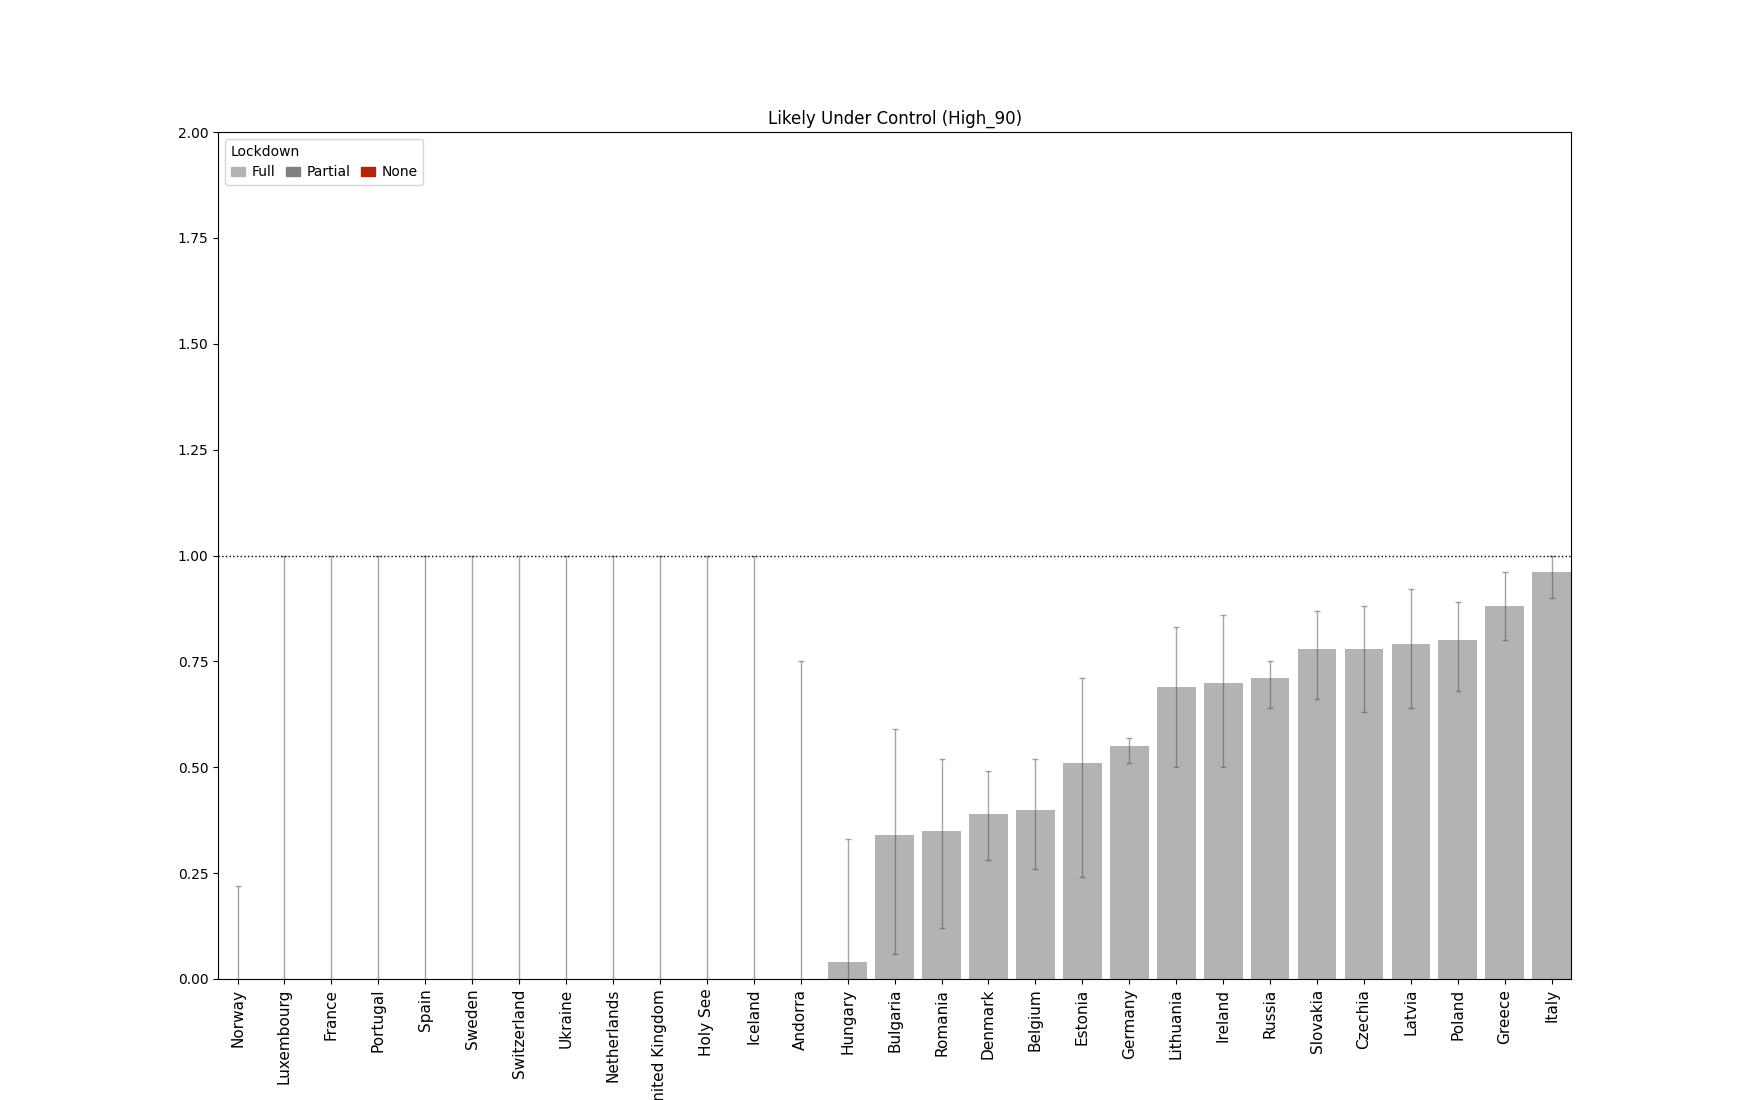 Likely Under Control (High_90)
2.00
Lockdown
Full Partial None
1.75
1.50
1.25
1.00
0.75
0.50
0.25
0.00
Norway
Luxembourg
France
Portugal
Spain
Sweden
Switzerland
Ukraine
Netherlands
nited Kingdom
Holy See
Iceland
Andorra
Hungary
Bulgaria
Romania
Denmark
Belgium
Estonia
Germany
Lithuania
Ireland
Russia
Slovakia
Czechia
Latvia
Poland
Greece
Italy